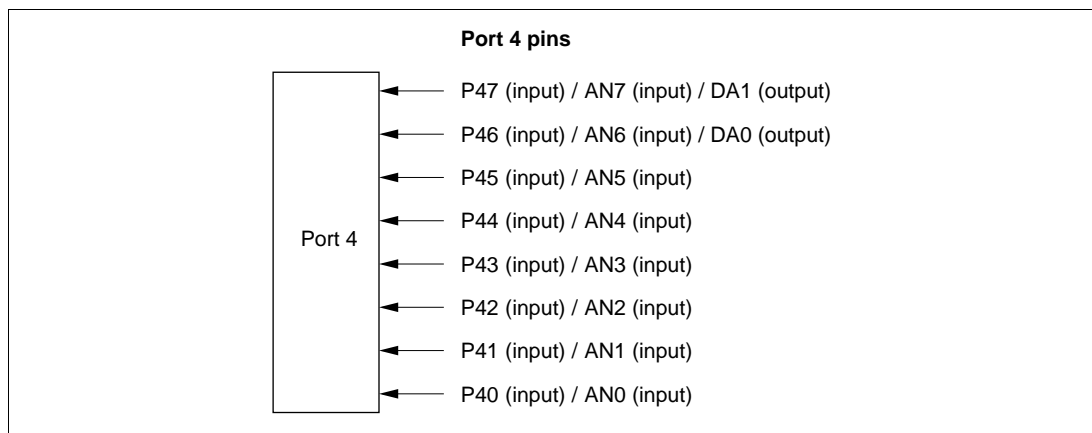 Port 4 pins
P47 (input) / AN7 (input) / DA1 (output)
P46 (input) / AN6 (input) / DA0 (output)
P45 (input) / AN5 (input)
P44 (input) / AN4 (input)
Port 4
P43 (input) / AN3 (input)
P42 (input) / AN2 (input)
P41 (input) / AN1 (input)
P40 (input) / AN0 (input)